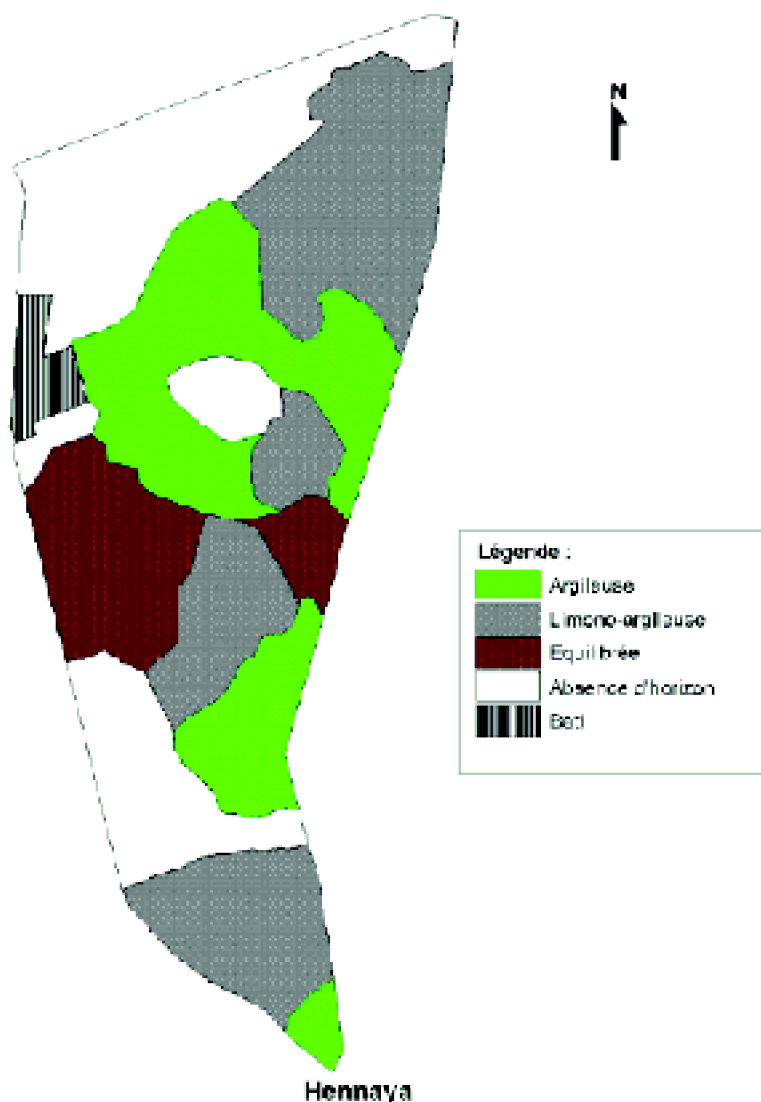 N
Légende :
Argileuse
Limono-argileuse
Equilibrée
Absence d'horizon
Bati
Hennaya